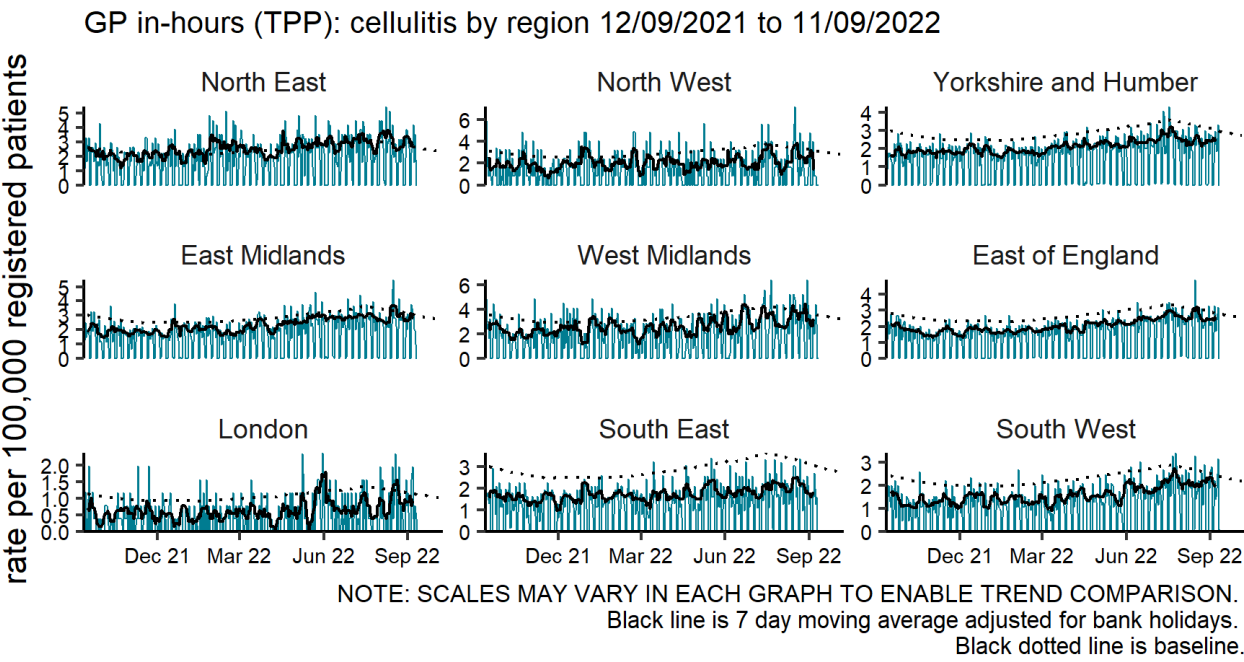 GP in-hours (TPP): cellulitis by region 12/09/2021 to 11/09/2022
rate per 100,000 registered patients
North East
5
4
3
2
1
0
North West
6
4
2
0
Yorkshire and Humber
4
3
2
1
0
East Midlands
5
4
3
2
1
0
West Midlands
6
4
2
0
East of England
4
3
2
1
0
London
2.0
1.5
1.0
0.5
0.0
Dec 21 Mar 22 Jun 22 Sep 22
South East
3
2
1
0
Dec 21 Mar 22 Jun 22 Sep 22
South West
3
2
1
0
Dec 21 Mar 22 Jun 22 Sep 22
NOTE: SCALES MAY VARY IN EACH GRAPH TO ENABLE TREND COMPARISON.
Black line is 7 day moving average adjusted for bank holidays.
Black dotted line is baseline.